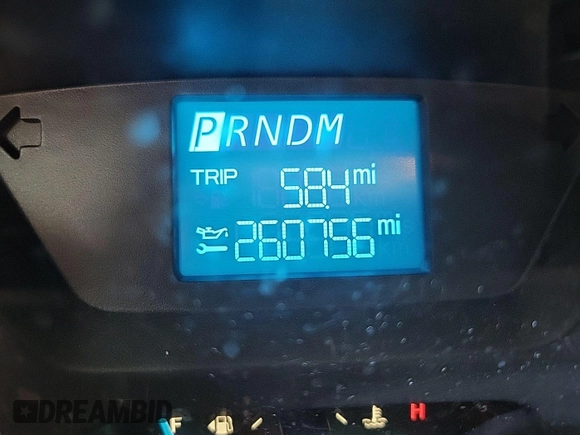 PRNDM
TRIP 58.4 mi
260756 mi
F H
DREAMBID